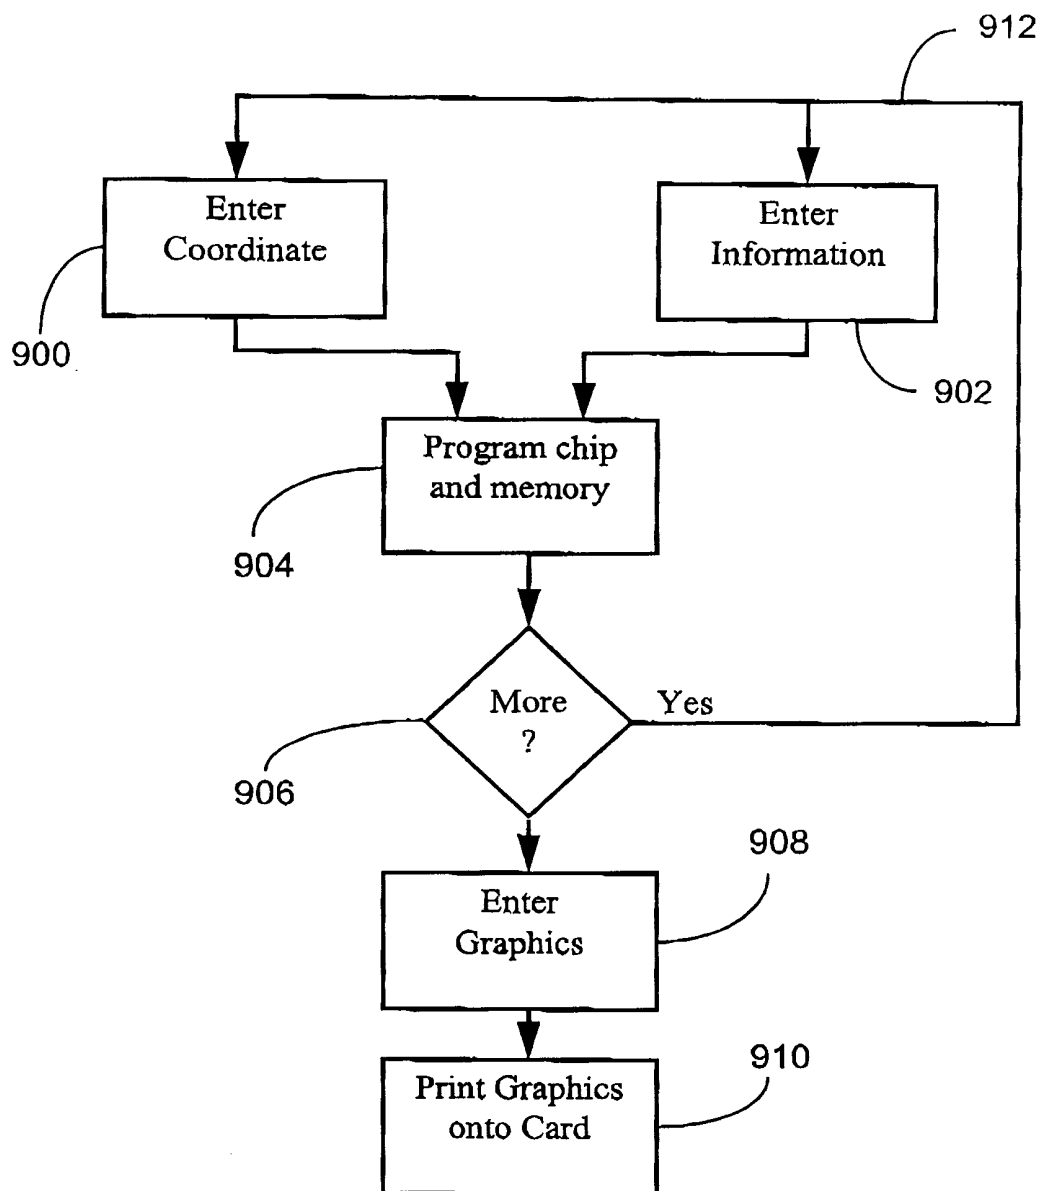 912
Enter
Coordinate
Enter
Information
900
902
Program chip
and memory
904
More
?
Yes
906
908
Enter
Graphics
910
Print Graphics
onto Card